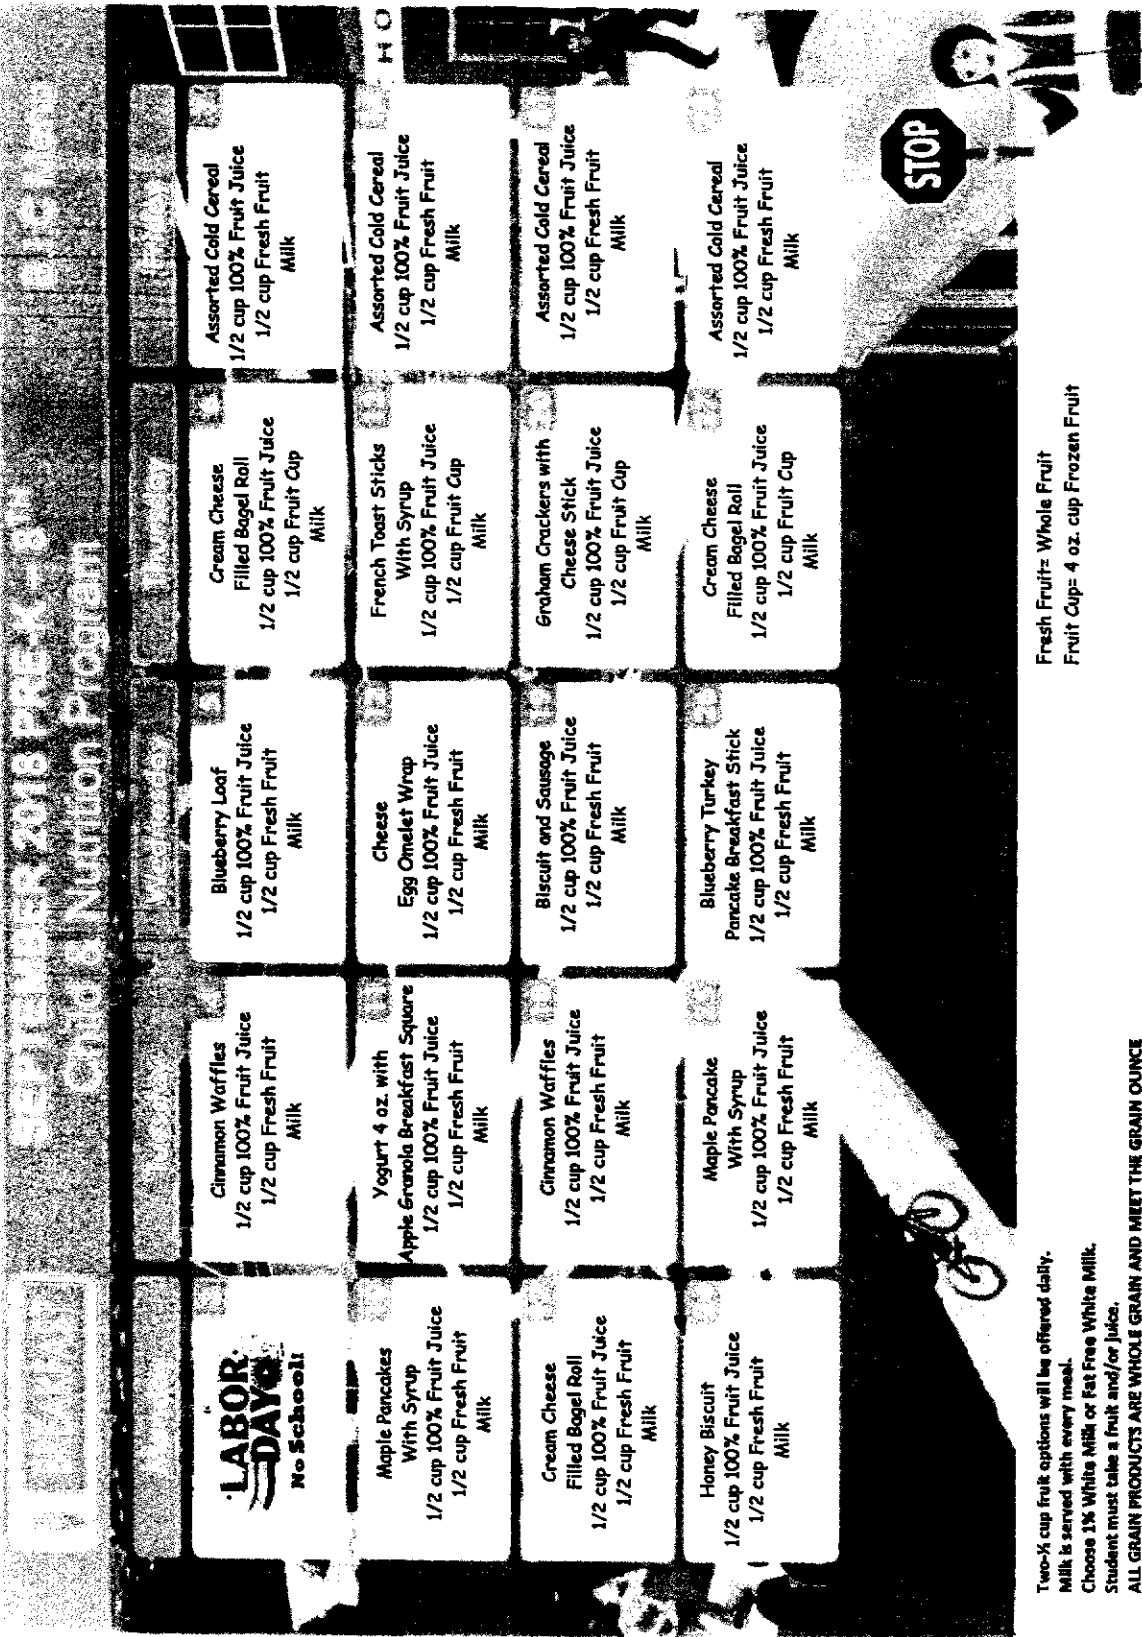 SEPTEMBER 2018 PRE-K - 8th
Child & Nutrition Program
Wednesday
Thursday
LABOR
DAY
No School!
Cinnamon Waffles
1/2 cup 100% Fruit Juice
1/2 cup Fresh Fruit
Milk
Blueberry Loaf
1/2 cup 100% Fruit Juice
1/2 cup Fresh Fruit
Milk
Cream Cheese
Filled Bagel Roll
1/2 cup 100% Fruit Juice
1/2 cup Fruit Cup
Milk
Assorted Cold Cereal
1/2 cup 100% Fruit Juice
1/2 cup Fresh Fruit
Milk
Maple Pancakes
With Syrup
1/2 cup 100% Fruit Juice
1/2 cup Fresh Fruit
Milk
Yogurt 4 oz. with
Apple Granola Breakfast Square
1/2 cup 100% Fruit Juice
1/2 cup Fresh Fruit
Milk
Cheese
Egg Omelet Wrap
1/2 cup 100% Fruit Juice
1/2 cup Fresh Fruit
Milk
French Toast Sticks
With Syrup
1/2 cup 100% Fruit Juice
1/2 cup Fruit Cup
Milk
Assorted Cold Cereal
1/2 cup 100% Fruit Juice
1/2 cup Fresh Fruit
Milk
Cream Cheese
Filled Bagel Roll
1/2 cup 100% Fruit Juice
1/2 cup Fresh Fruit
Milk
Cinnamon Waffles
1/2 cup 100% Fruit Juice
1/2 cup Fresh Fruit
Milk
Biscuit and Sausage
1/2 cup 100% Fruit Juice
1/2 cup Fresh Fruit
Milk
Graham Crackers with
Cheese Stick
1/2 cup 100% Fruit Juice
1/2 cup Fruit Cup
Milk
Assorted Cold Cereal
1/2 cup 100% Fruit Juice
1/2 cup Fresh Fruit
Milk
Honey Biscuit
1/2 cup 100% Fruit Juice
1/2 cup Fresh Fruit
Milk
Maple Pancake
With Syrup
1/2 cup 100% Fruit Juice
1/2 cup Fresh Fruit
Milk
Blueberry Turkey
Pancake Breakfast Stick
1/2 cup 100% Fruit Juice
1/2 cup Fresh Fruit
Milk
Cream Cheese
Filled Bagel Roll
1/2 cup 100% Fruit Juice
1/2 cup Fruit Cup
Milk
Assorted Cold Cereal
1/2 cup 100% Fruit Juice
1/2 cup Fresh Fruit
Milk
HO
STOP
Two-½ cup fruit options will be offered daily.
Milk is served with every meal.
Choose 1% White Milk or Fat Free White Milk.
Student must take a fruit and/or juice.
ALL GRAIN PRODUCTS ARE WHOLE GRAIN AND MEET THE GRAIN OUNCE
Fresh Fruit= Whole Fruit
Fruit Cup= 4 oz. cup Frozen Fruit